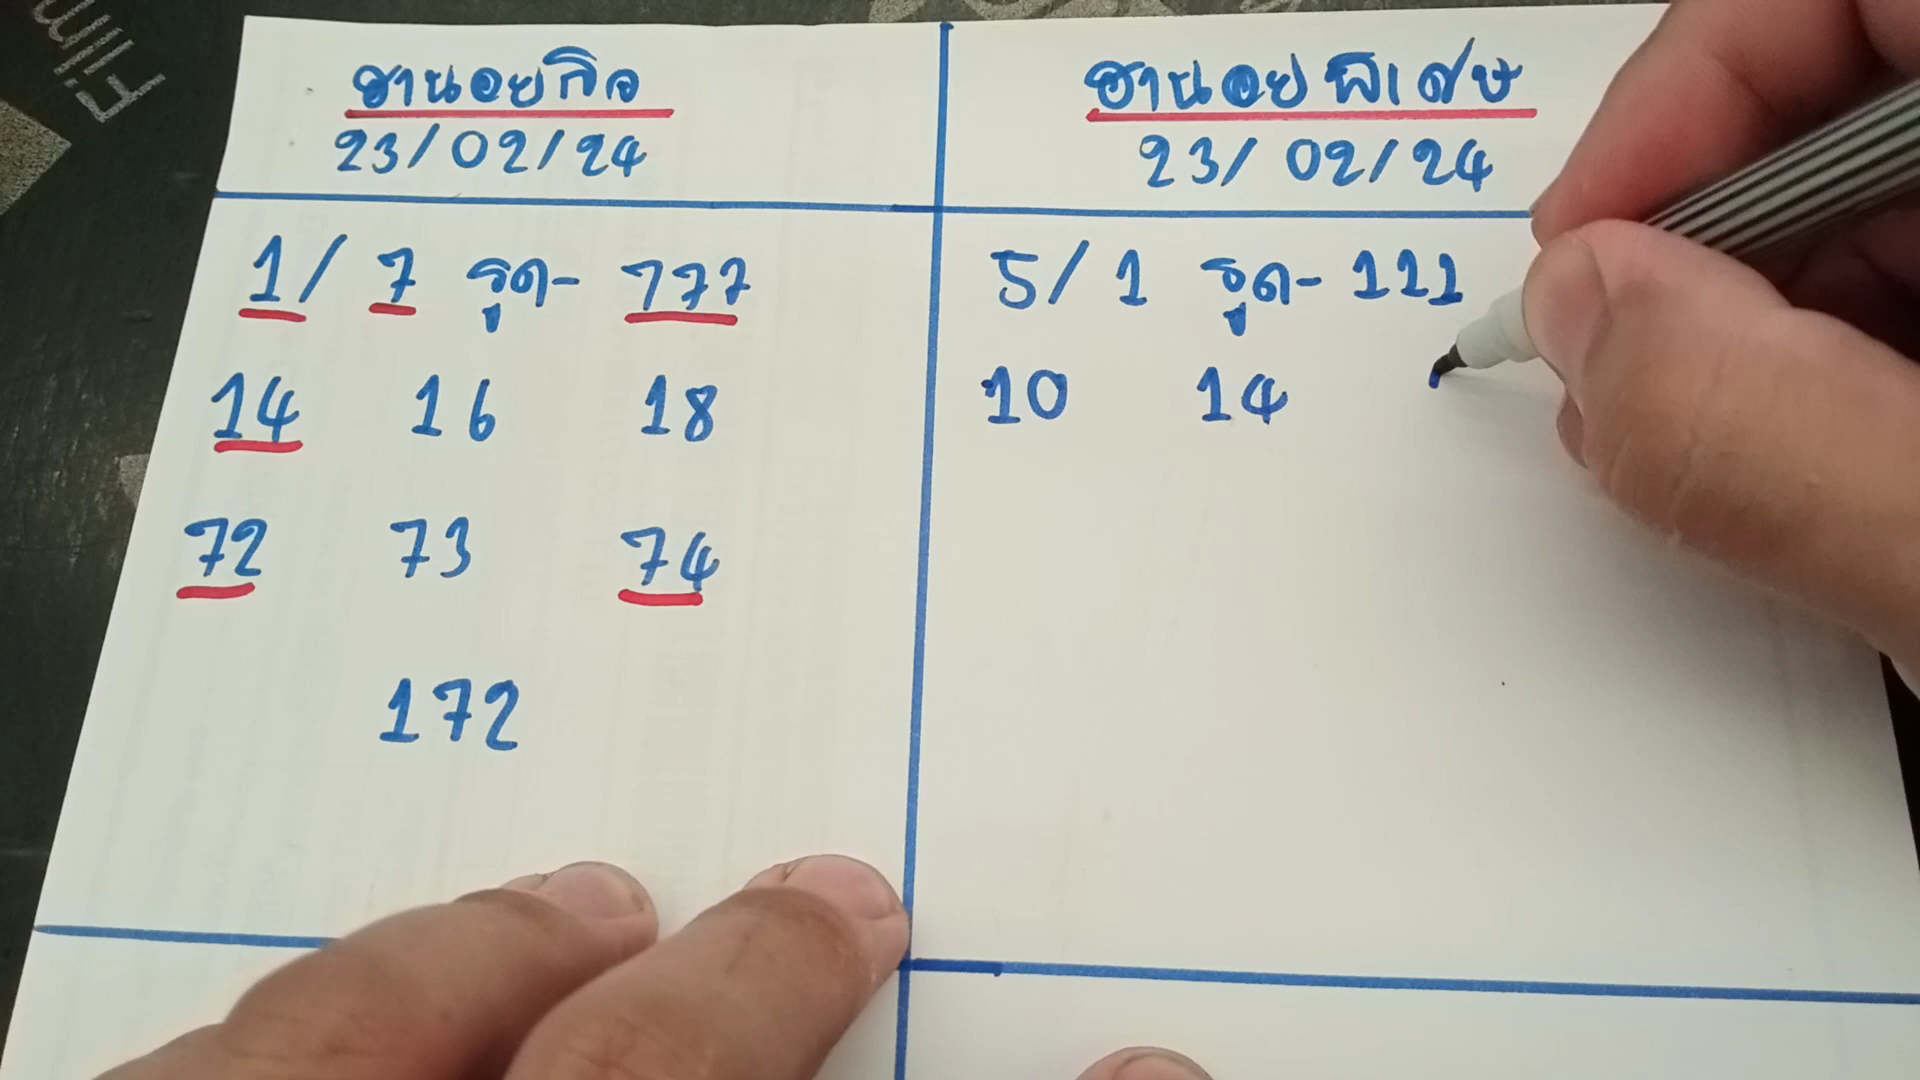 ฮานอยกิจ
23/02/24
1/7 รูด- 777
14 16 18
72 73 74
172
ฮานอยพิเศษ
23/02/24
5/1 รูด- 111
10 14
Film